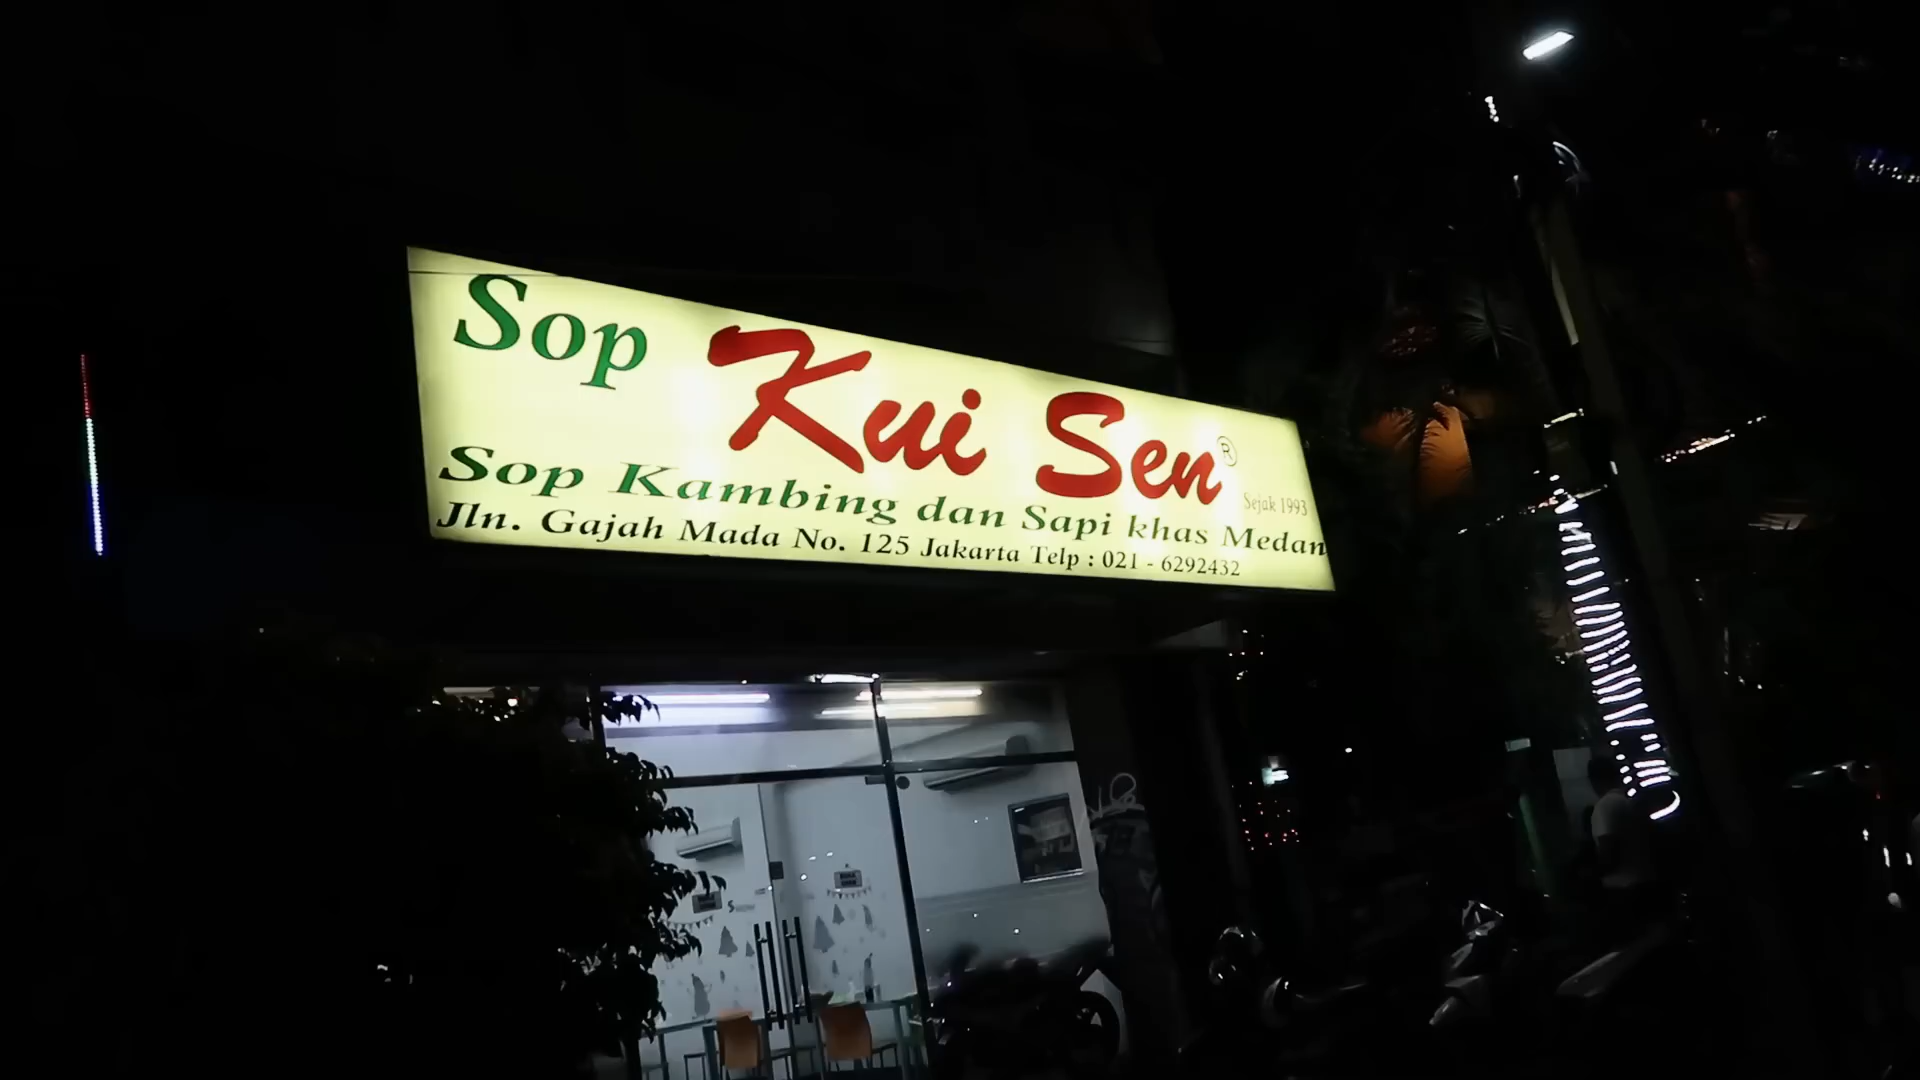 Sop Kui Sen®
Sejak 1993
Sop Kambing dan Sapi khas Medan
Jln. Gajah Mada No. 125 Jakarta Telp : 021 - 6292432